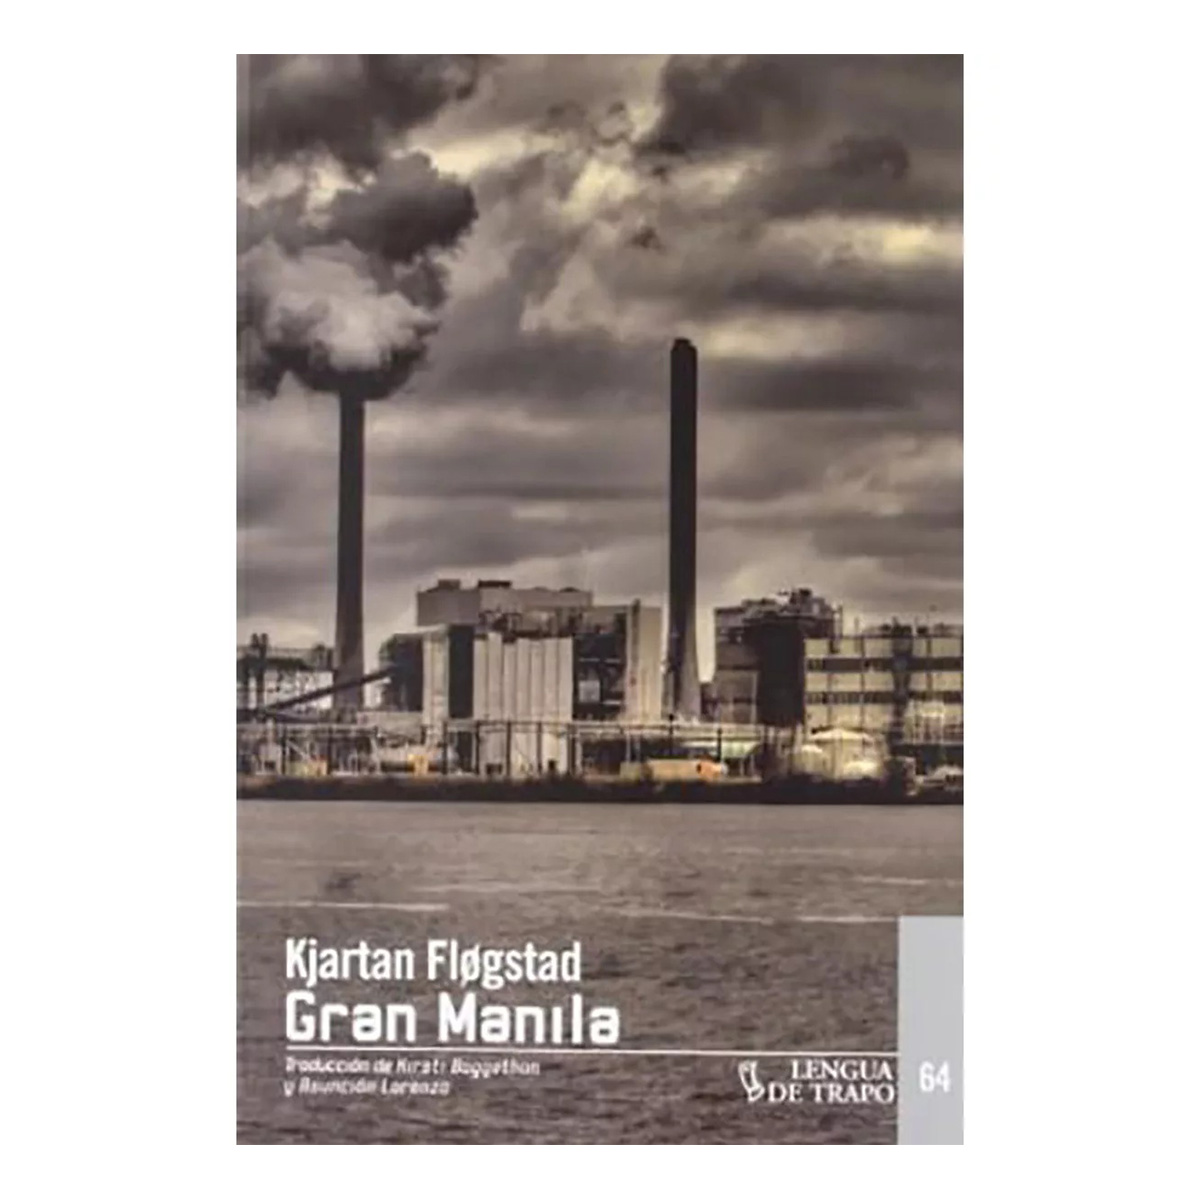 Kjartan Fløgstad
Gran Manila
Traducción de Kirsti Baggethun
y Asunción Lorenzo
LENGUA
DE TRAPO
64